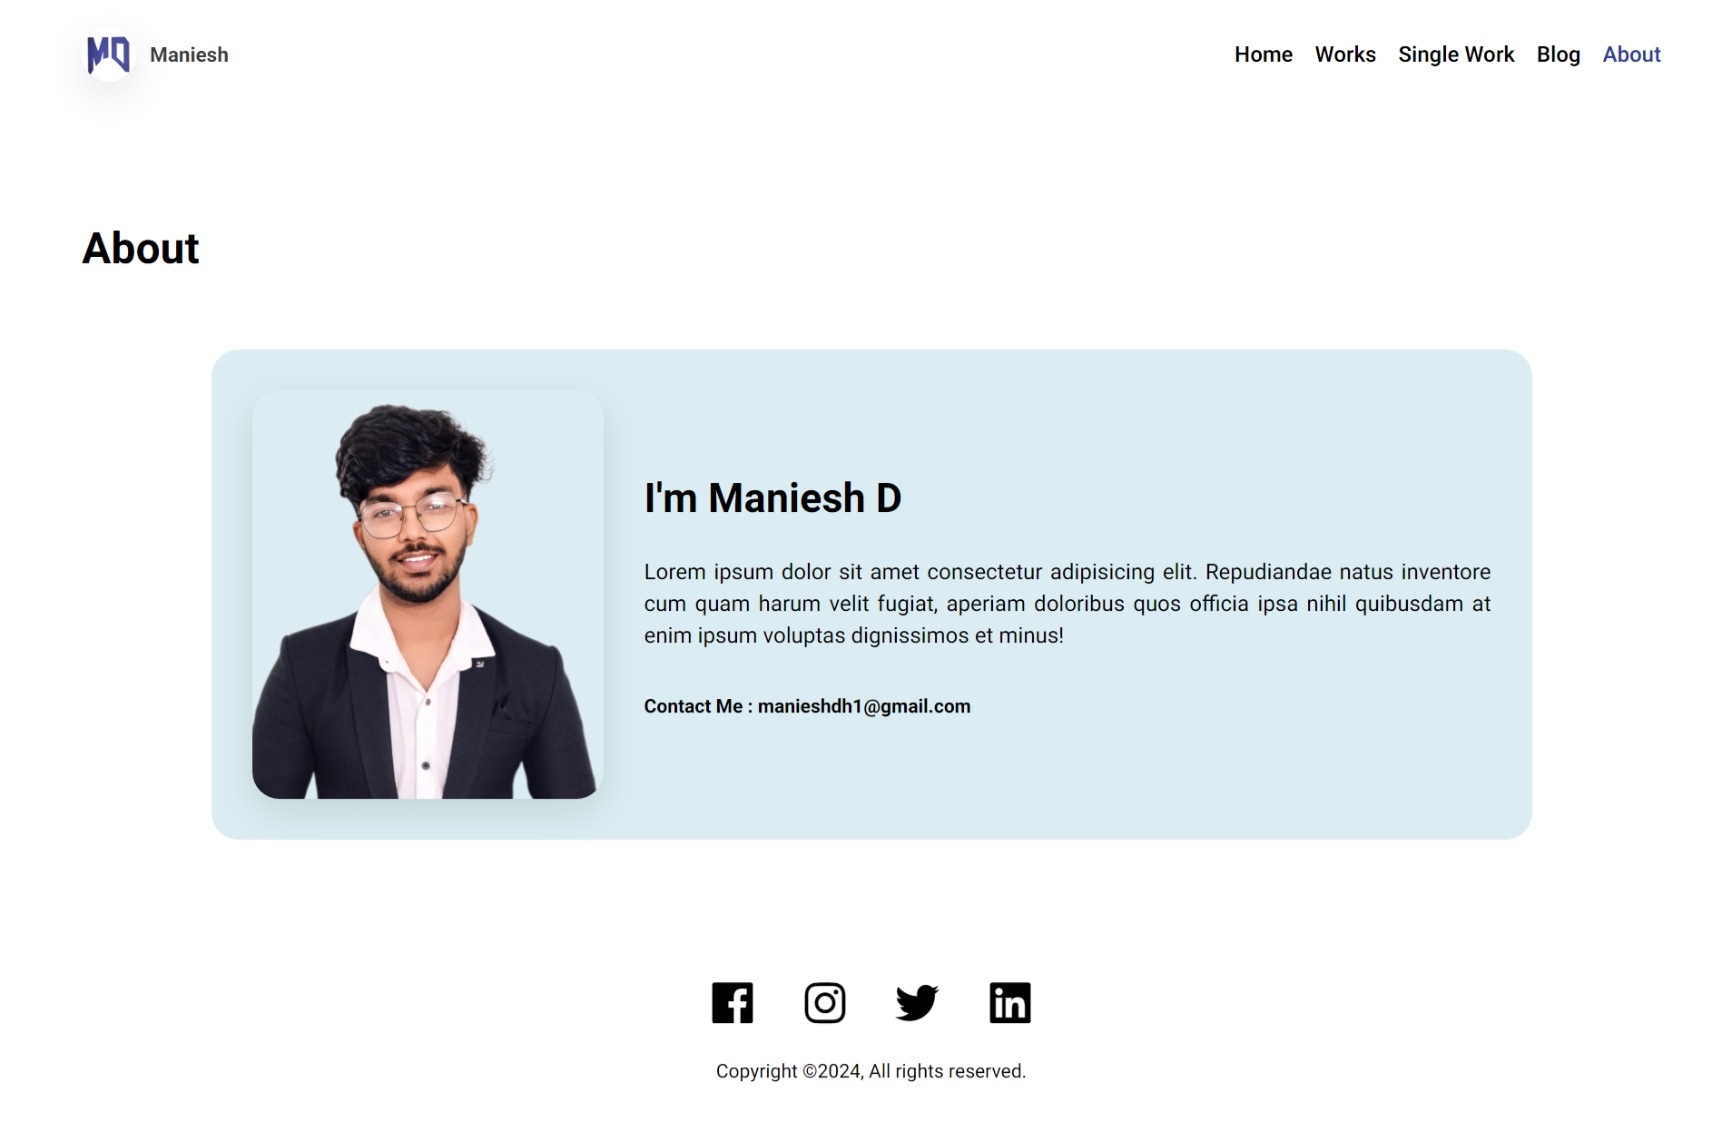 MD
Maniesh
Home Works Single Work Blog About
About
I'm Maniesh D
Lorem ipsum dolor sit amet consectetur adipisicing elit. Repudiandae natus inventore
cum quam harum velit fugiat, aperiam doloribus quos officia ipsa nihil quibusdam at
enim ipsum voluptas dignissimos et minus!
Contact Me : manieshdh1@gmail.com
Copyright ©2024, All rights reserved.